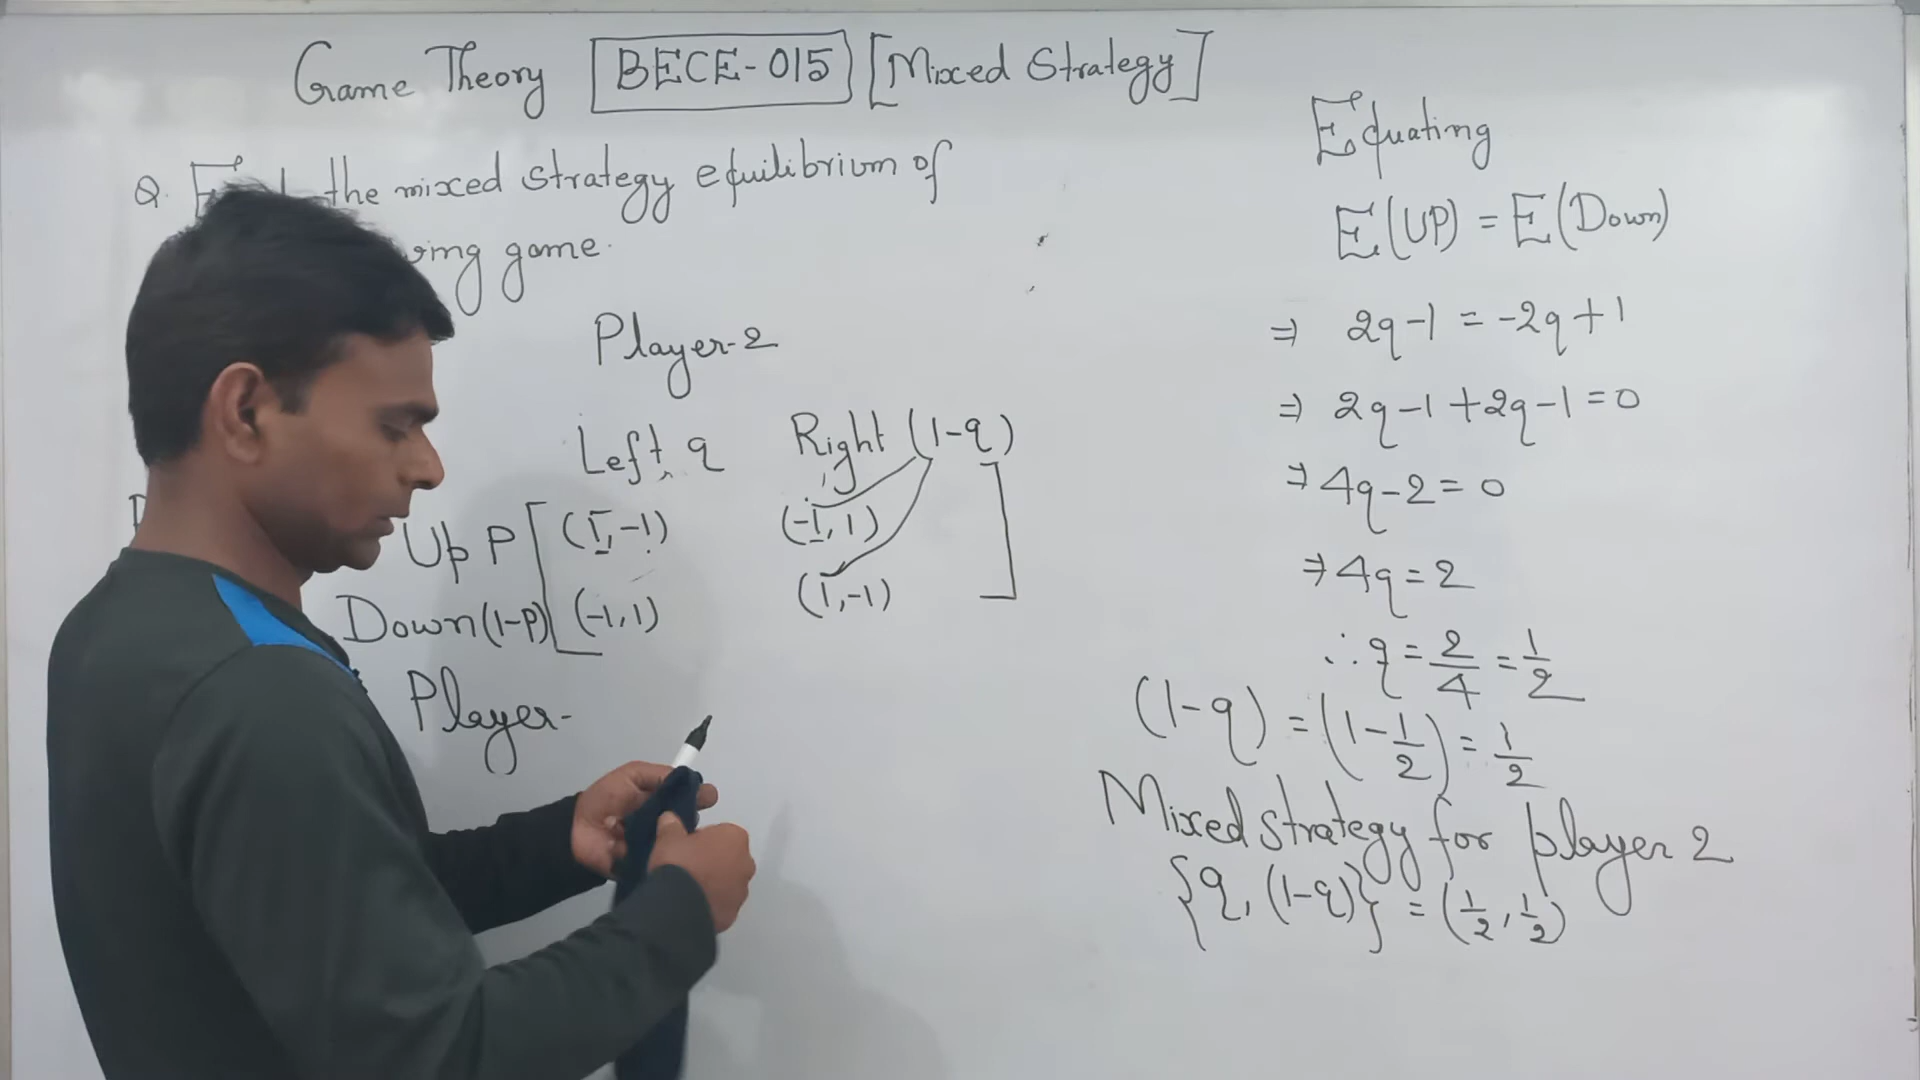 Game Theory BECE-015 [Mixed Strategy]
Q. the mixed strategy equilibrium of
game.
Player-2
Left q Right (1-q)
Up P (1,-1) (-1,1)
Down (1-P) (-1,1) (1,-1)
Player-
Equating
E(UP) = E(Down)
⇒ 2q-1 = -2q+1
⇒ 2q-1+2q-1=0
⇒ 4q-2=0
⇒ 4q=2
∴ q = 2/4 = 1/2
(1-q) = (1-1/2) = 1/2
Mixed strategy for player 2
{q, (1-q)} = (1/2, 1/2)